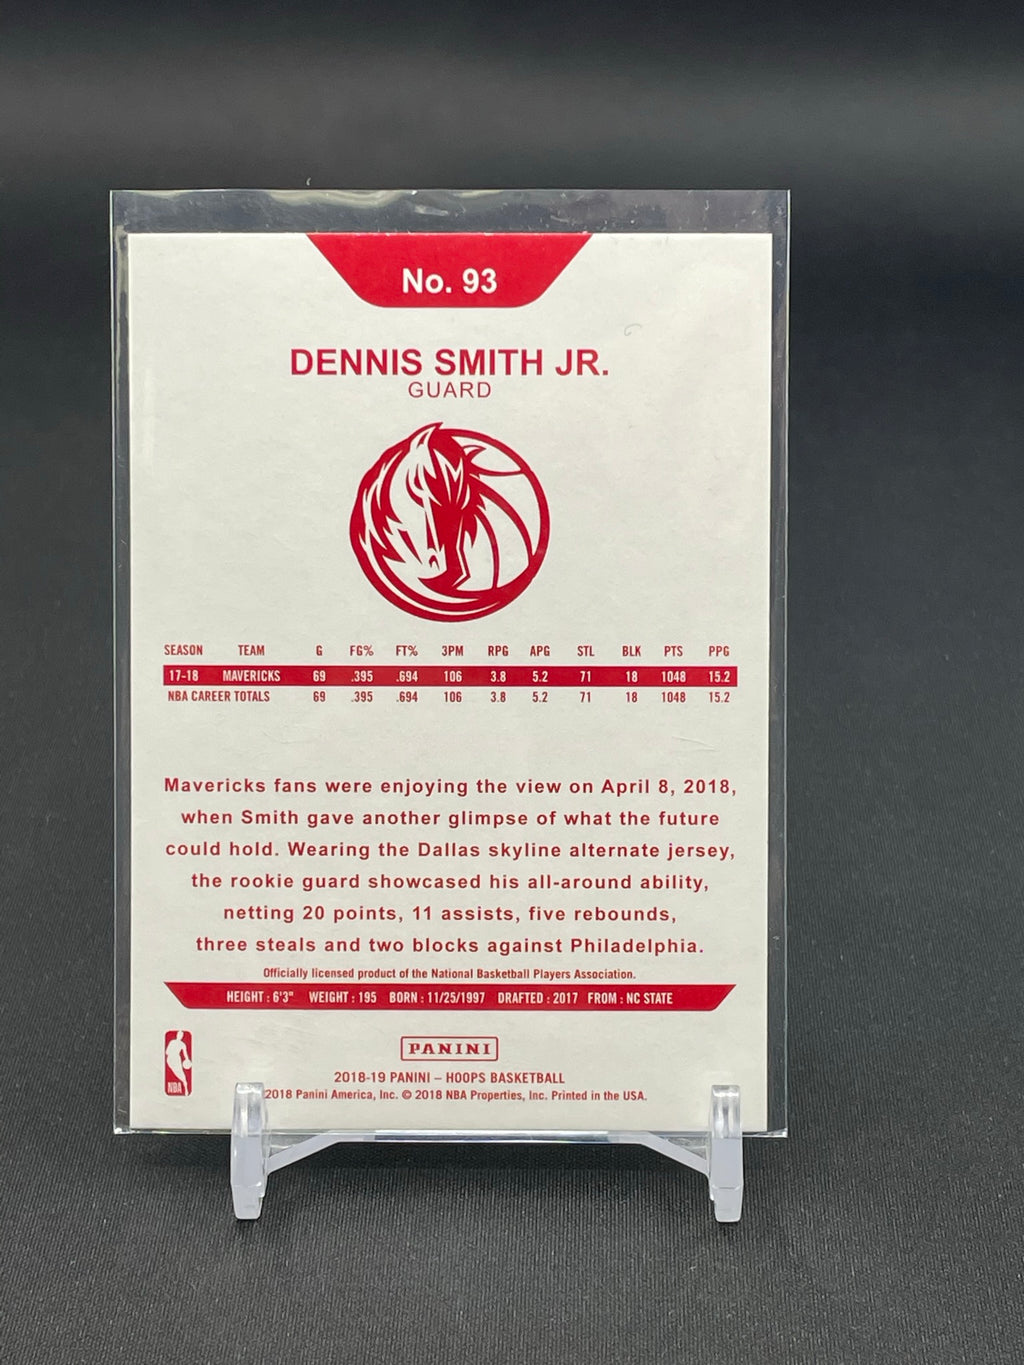 No. 93
DENNIS SMITH JR.
GUARD
SEASON TEAM G FG% FT% 3PM RPG APG STL BLK PTS PPG
17-18 MAVERICKS 69 .395 .694 106 3.8 5.2 71 18 1048 15.2
NBA CAREER TOTALS 69 .395 .694 106 3.8 5.2 71 18 1048 15.2
Mavericks fans were enjoying the view on April 8, 2018,
when Smith gave another glimpse of what the future
could hold. Wearing the Dallas skyline alternate jersey,
the rookie guard showcased his all-around ability,
netting 20 points, 11 assists, five rebounds,
three steals and two blocks against Philadelphia.
Officially licensed product of the National Basketball Players Association.
HEIGHT : 6'3" WEIGHT : 195 BORN : 11/25/1997 DRAFTED : 2017 FROM : NC STATE
NBA
PANINI
2018-19 PANINI – HOOPS BASKETBALL
2018 Panini America, Inc. © 2018 NBA Properties, Inc. Printed in the USA.